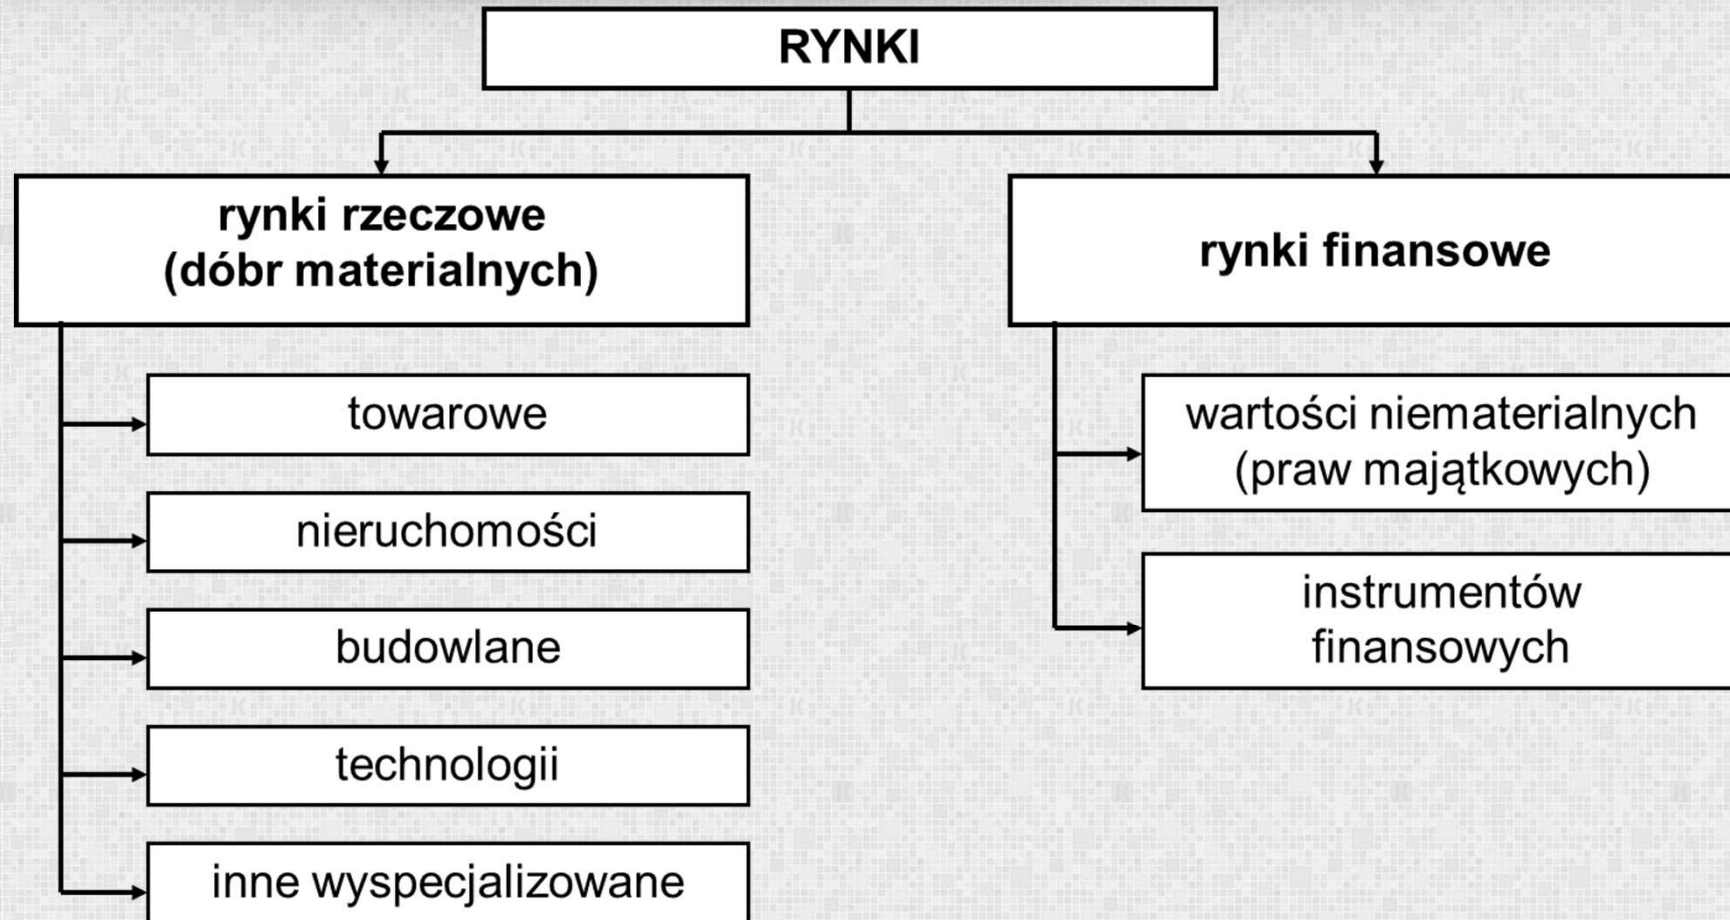 RYNKI
rynki rzeczowe
(dóbr materialnych)
towarowe
nieruchomości
budowlane
technologii
inne wyspecjalizowane
rynki finansowe
wartości niematerialnych
(praw majątkowych)
instrumentów
finansowych